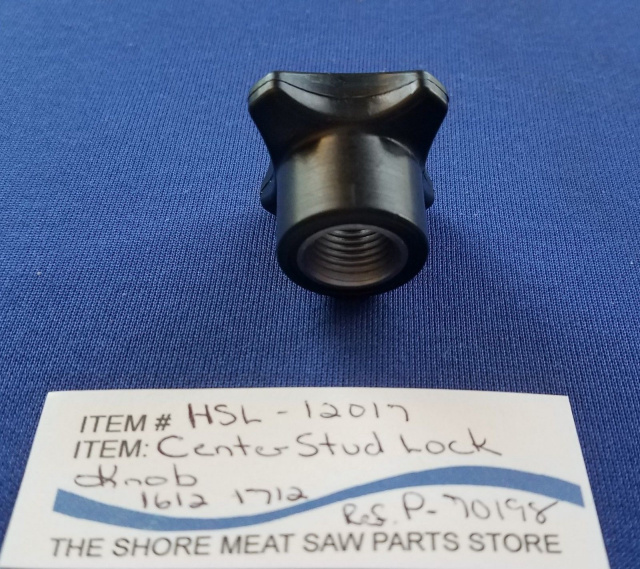 ITEM # HSL - 12017
ITEM: Center Stud Lock
Knob
1612 1712
Ref. P-70198
THE SHORE MEAT SAW PARTS STORE